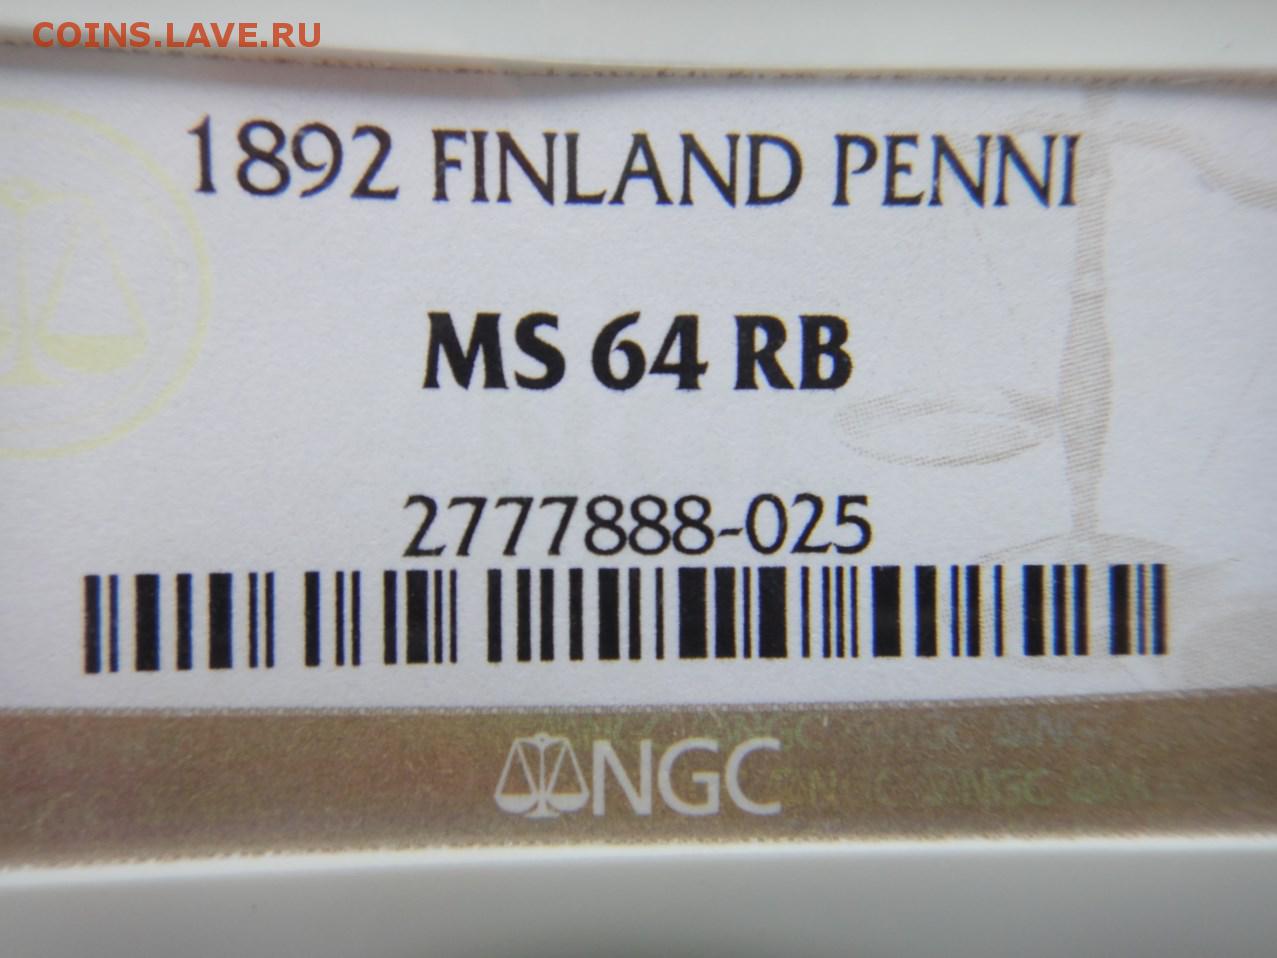 COINS.LAVE.RU
1892 FINLAND PENNI
MS 64 RB
2777888-025
NGC